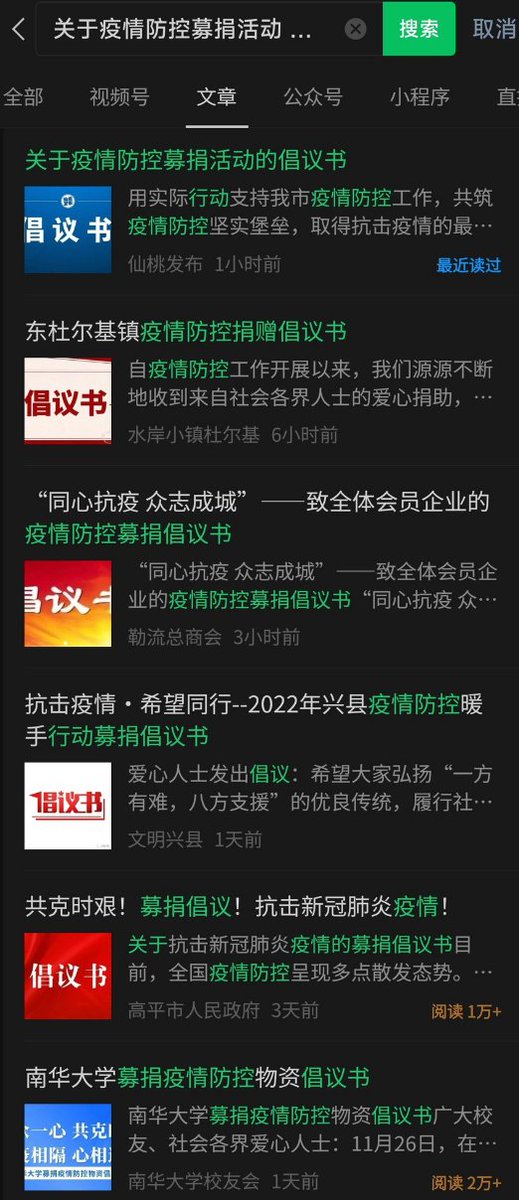 关于疫情防控募捐活动 ...
搜索
取消
全部
视频号
文章
公众号
小程序
关于疫情防控募捐活动的倡议书
倡议书
用实际行动支持我市疫情防控工作，共筑
疫情防控坚实堡垒，取得抗击疫情的最…
仙桃发布 1小时前
最近读过
东杜尔基镇疫情防控捐赠倡议书
倡议书
自疫情防控工作开展以来，我们源源不断
地收到来自社会各界人士的爱心捐助，…
水岸小镇杜尔基 6小时前
“同心抗疫 众志成城” ——致全体会员企业的
疫情防控募捐倡议书
倡议书
“同心抗疫 众志成城” ——致全体会员企
业的疫情防控募捐倡议书“同心抗疫 众…
勒流总商会 3小时前
抗击疫情·希望同行--2022年兴县疫情防控暖
手行动募捐倡议书
倡议书
爱心人士发出倡议：希望大家弘扬“一方
有难，八方支援”的优良传统，履行社…
文明兴县 1天前
共克时艰！募捐倡议！抗击新冠肺炎疫情！
倡议书
关于抗击新冠肺炎疫情的募捐倡议书目
前，全国疫情防控呈现多点散发态势。…
高平市人民政府 3天前
阅读 1万+
南华大学募捐疫情防控物资倡议书
一心 共克
相隔 心相
大学募捐疫情防控物资倡
南华大学募捐疫情防控物资倡议书广大校
友、社会各界爱心人士：11月26日，在…
南华大学校友会 1天前
阅读 2万+